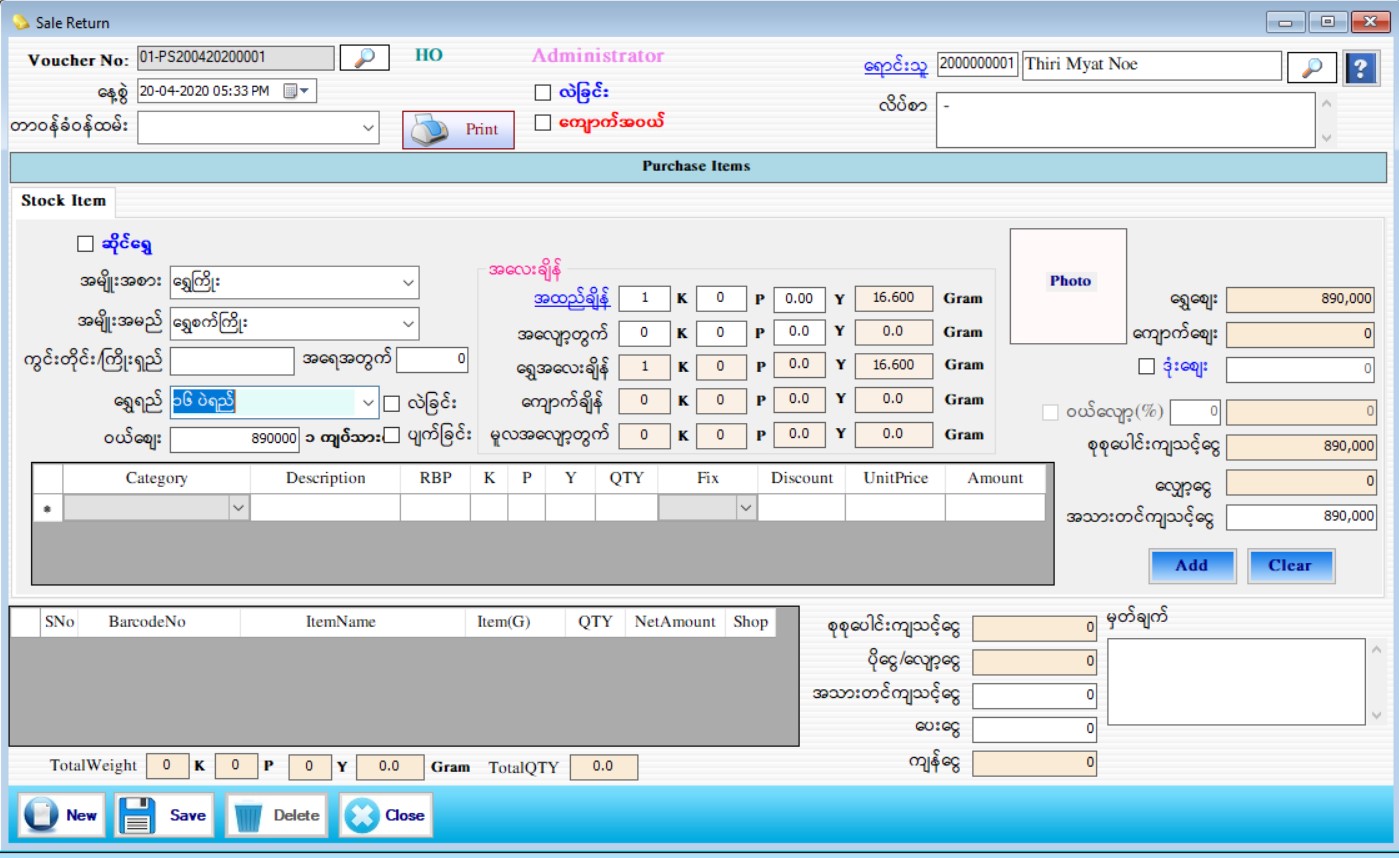 Sale Return
Voucher No: 01-PS200420200001 HO Administrator ရောင်းသူ 2000000001 Thiri Myat Noe ?
နေ့စွဲ 20-04-2020 05:33 PM လဲခြင်း လိပ်စာ -
တာဝန်ခံဝန်ထမ်း Print ကျောက်အဝယ်
Purchase Items
Stock Item
ဆိုင်ရွှေ
အလေးချိန်
အမျိုးအစား ရွှေကြိုး အထည်ချိန် 1 K 0 P 0.00 Y 16.600 Gram Photo ရွှေဈေး 890,000
အမျိုးအမည် ရွှေစက်ကြိုး အလျော့တွက် 0 K 0 P 0.0 Y 0.0 Gram ကျောက်ဈေး 0
ကွင်းတိုင်း/ကြိုးရှည် အရေအတွက် 0 ရွှေအလေးချိန် 1 K 0 P 0.0 Y 16.600 Gram ဒုံးဈေး 0
ရွှေရည် ၁၆ ပဲရည် လဲခြင်း ကျောက်ချိန် 0 K 0 P 0.0 Y 0.0 Gram ဝယ်လျော့(%) 0 0
ဝယ်ဈေး 890000 ၁ ကျပ်သား ပျက်ခြင်း မူလအလျော့တွက် 0 K 0 P 0.0 Y 0.0 Gram စုစုပေါင်းကျသင့်ငွေ 890,000
Category Description RBP K P Y QTY Fix Discount UnitPrice Amount
လျှော့ငွေ 0
အသားတင်ကျသင့်ငွေ 890,000
Add Clear
SNo BarcodeNo ItemName Item(G) QTY NetAmount Shop
စုစုပေါင်းကျသင့်ငွေ 0 မှတ်ချက်
ပိုငွေ/လျော့ငွေ 0
အသားတင်ကျသင့်ငွေ 0
ပေးငွေ 0
ကျန်ငွေ 0
TotalWeight 0 K 0 P 0 Y 0.0 Gram TotalQTY 0.0
New Save Delete Close